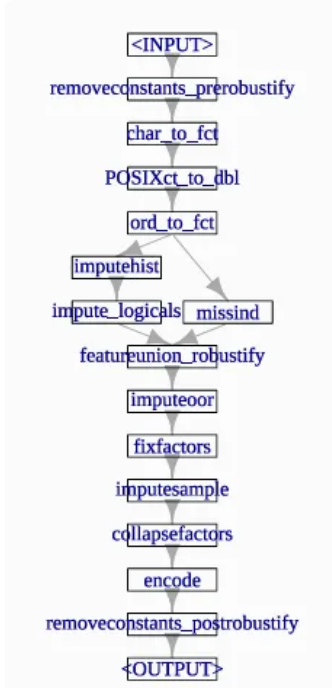 <INPUT>
removeconstants_prerobustify
char_to_fct
POSIXct_to_dbl
ord_to_fct
imputehist
impute_logicals missind
featureunion_robustify
imputeoor
fixfactors
imputesample
collapsefactors
encode
removeconstants_postrobustify
<OUTPUT>